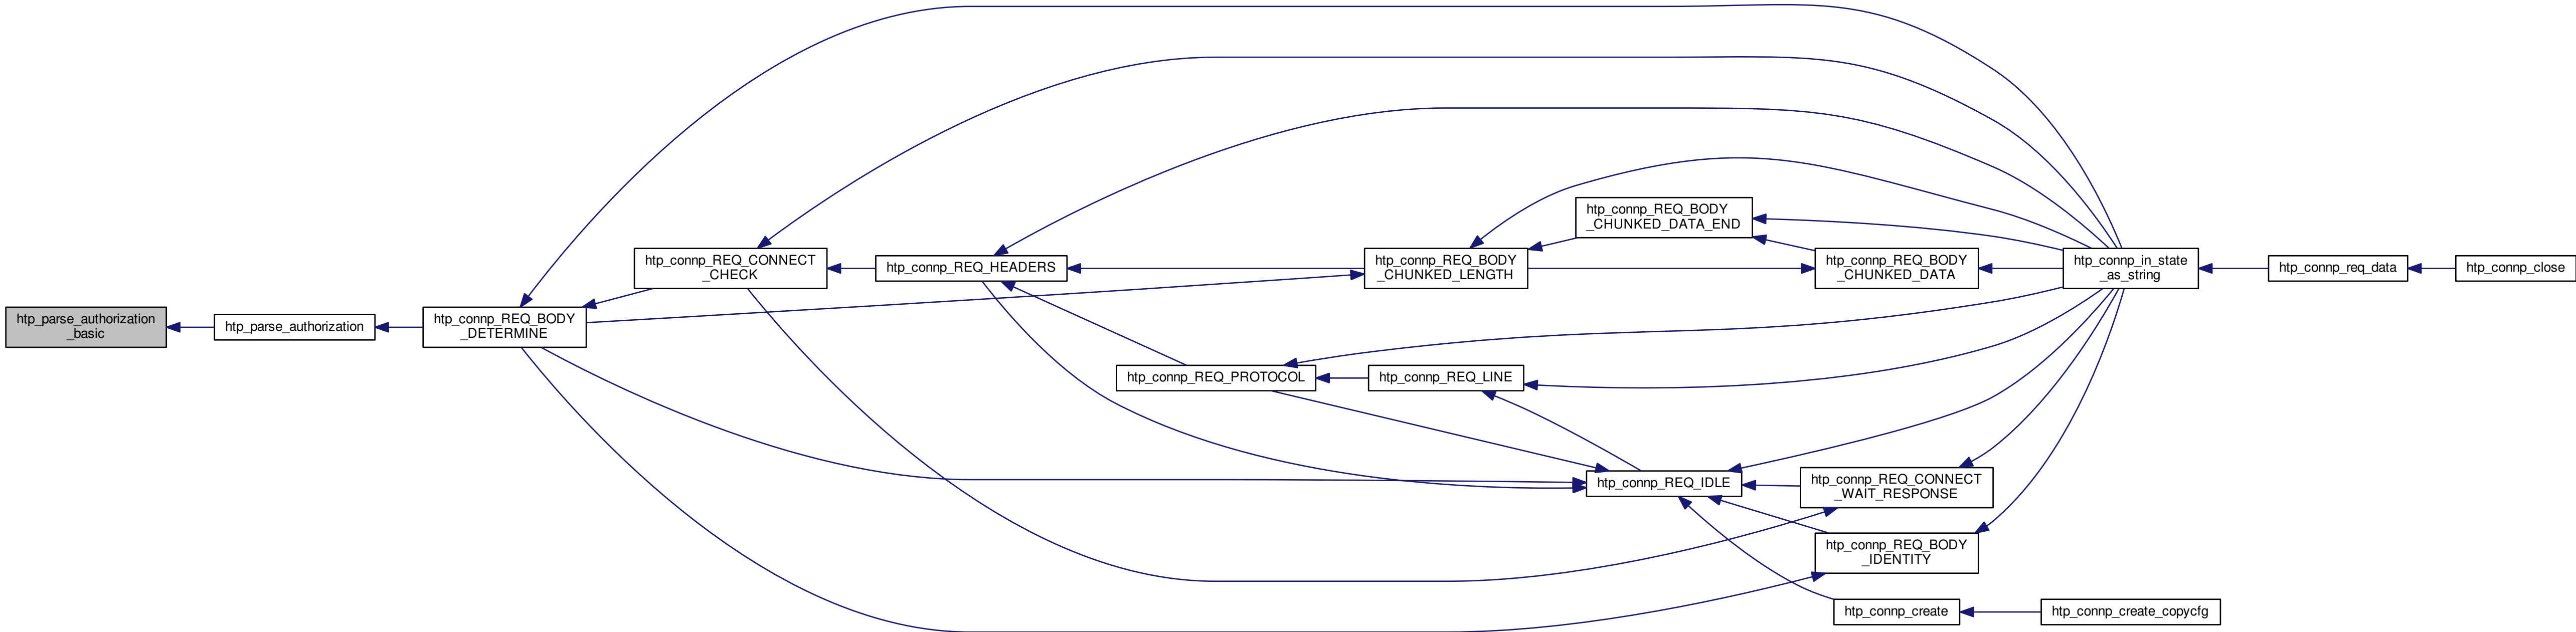 htp_parse_authorization
_basic
htp_parse_authorization
htp_connp_REQ_BODY
_DETERMINE
htp_connp_REQ_CONNECT
_CHECK
htp_connp_REQ_HEADERS
htp_connp_REQ_BODY
_CHUNKED_LENGTH
htp_connp_REQ_BODY
_CHUNKED_DATA_END
htp_connp_REQ_BODY
_CHUNKED_DATA
htp_connp_in_state
_as_string
htp_connp_req_data
htp_connp_close
htp_connp_REQ_PROTOCOL
htp_connp_REQ_LINE
htp_connp_REQ_IDLE
htp_connp_REQ_CONNECT
_WAIT_RESPONSE
htp_connp_REQ_BODY
_IDENTITY
htp_connp_create
htp_connp_create_copycfg